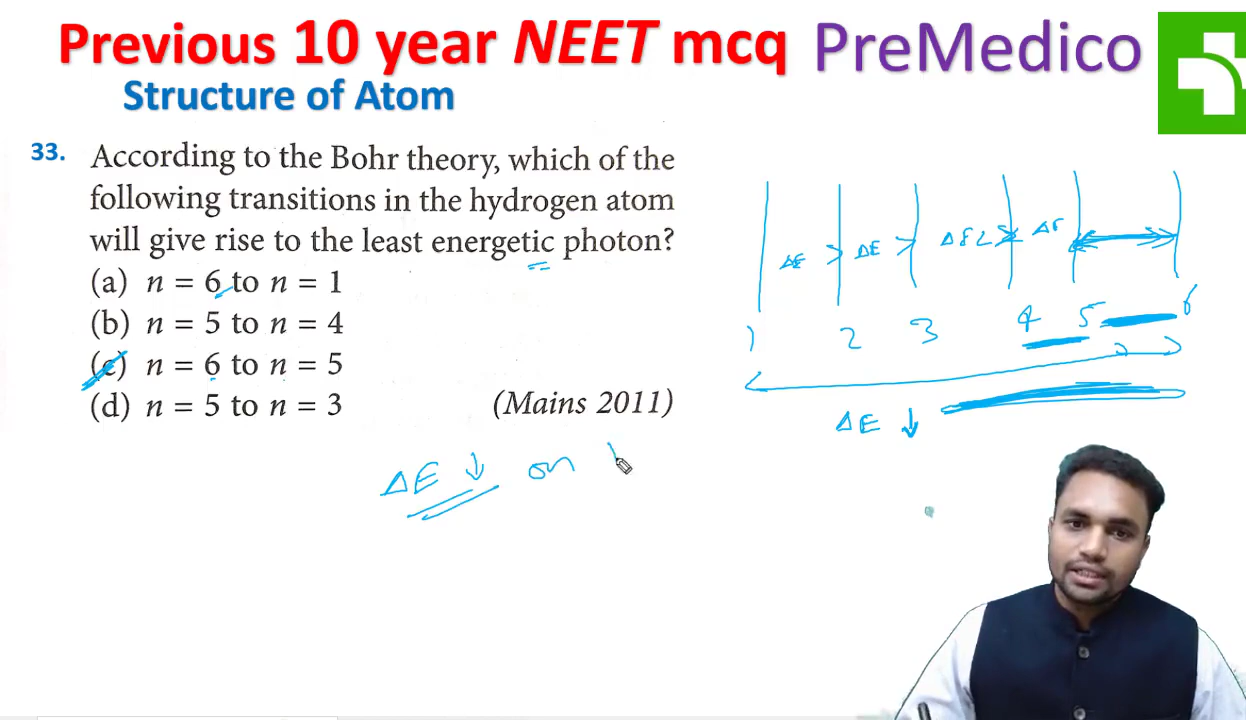 Previous 10 year NEET mcq PreMedico
Structure of Atom
33. According to the Bohr theory, which of the
following transitions in the hydrogen atom
will give rise to the least energetic photon?
(a) n = 6 to n = 1
(b) n = 5 to n = 4
(c) n = 6 to n = 5
(d) n = 5 to n = 3
(Mains 2011)
ΔE > ΔE > ΔE ΔE
1 2 3 4 5 6
ΔE ↓
ΔE ↓ on